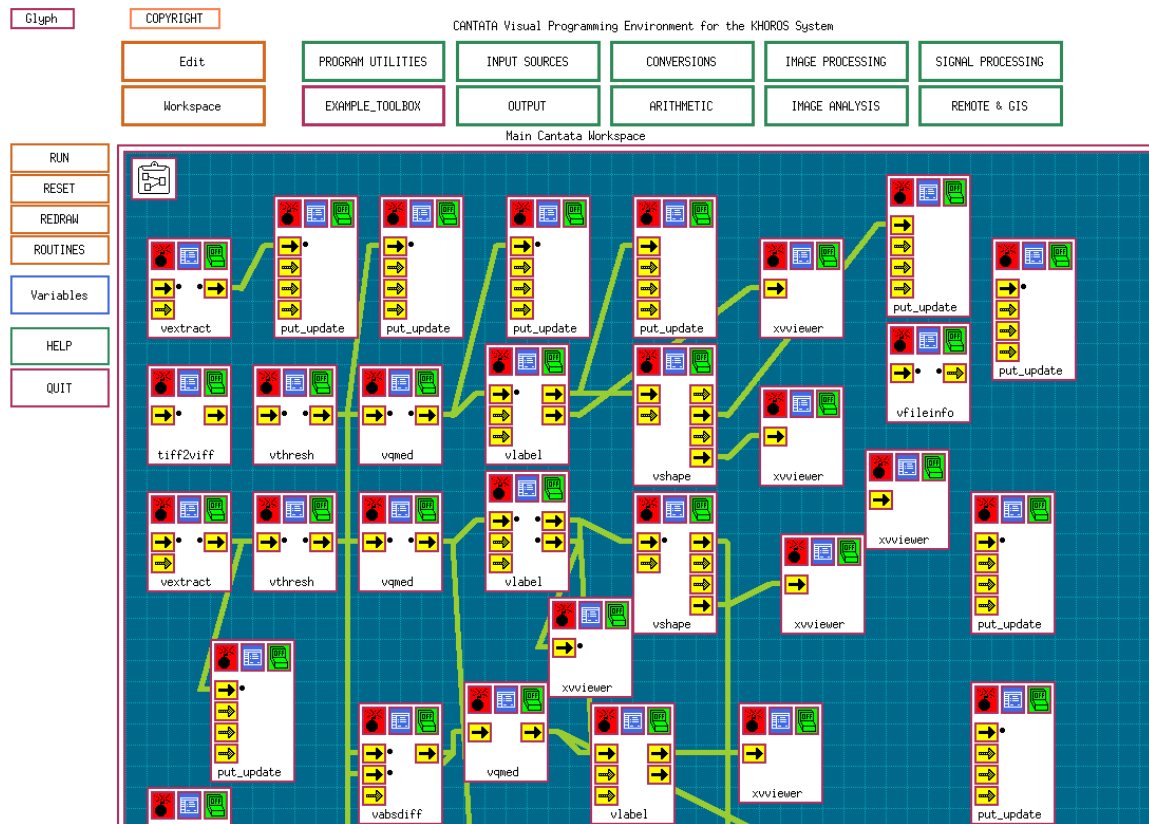 Glyph
COPYRIGHT
CANTATA Visual Programming Environment for the KHOROS System
Edit
PROGRAM UTILITIES
INPUT SOURCES
CONVERSIONS
IMAGE PROCESSING
SIGNAL PROCESSING
Workspace
EXAMPLE_TOOLBOX
OUTPUT
ARITHMETIC
IMAGE ANALYSIS
REMOTE & GIS
Main Cantata Workspace
RUN
RESET
REDRAW
ROUTINES
Variables
HELP
QUIT
vextract
put_update
put_update
put_update
put_update
xvviewer
put_update
put_update
tiff2viff
vthresh
vqmed
vlabel
vshape
xvviewer
vfileinfo
vextract
vthresh
vqmed
vlabel
vshape
xvviewer
xvviewer
put_update
xvviewer
put_update
vabsdiff
vqmed
vlabel
xvviewer
put_update